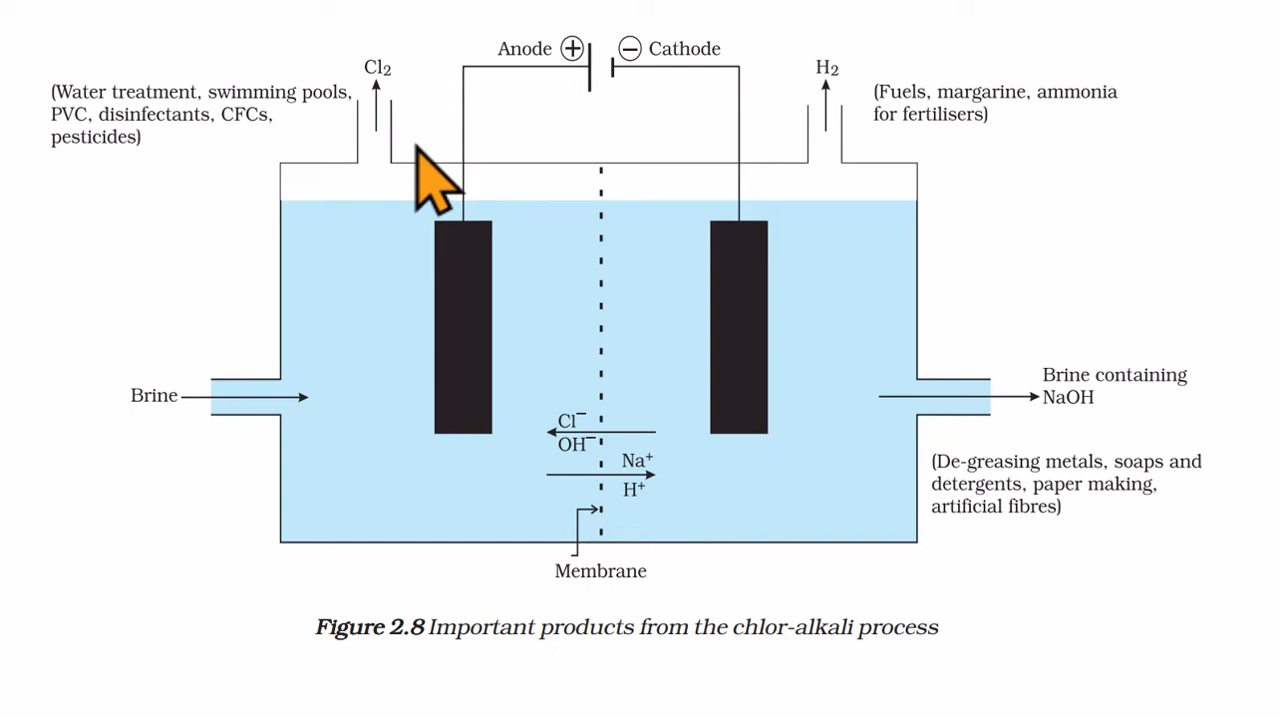 Anode + − Cathode
Cl₂
H₂
(Water treatment, swimming pools,
PVC, disinfectants, CFCs,
pesticides)
(Fuels, margarine, ammonia
for fertilisers)
Brine
Brine containing
NaOH
Cl⁻
OH⁻
Na⁺
H⁺
(De-greasing metals, soaps and
detergents, paper making,
artificial fibres)
Membrane
Figure 2.8 Important products from the chlor-alkali process